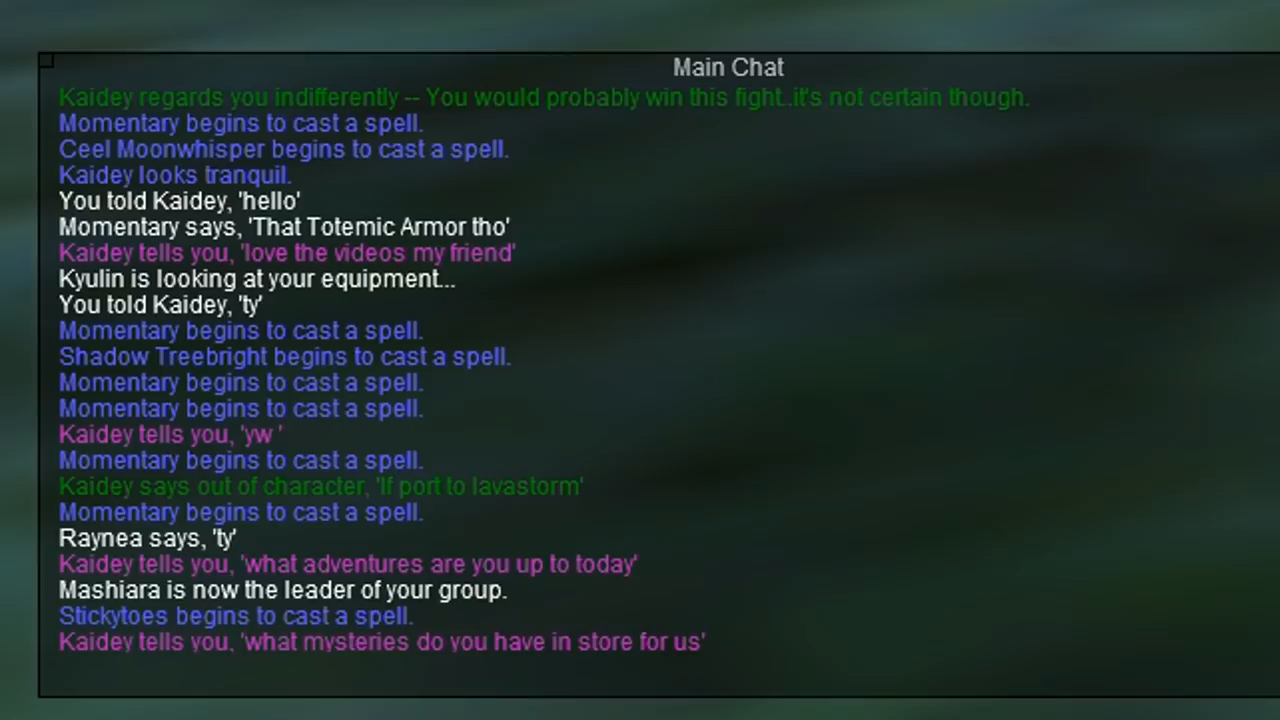 Main Chat
Kaidey regards you indifferently -- You would probably win this fight..it's not certain though.
Momentary begins to cast a spell.
Ceel Moonwhisper begins to cast a spell.
Kaidey looks tranquil.
You told Kaidey, 'hello'
Momentary says, 'That Totemic Armor tho'
Kaidey tells you, 'love the videos my friend'
Kyulin is looking at your equipment...
You told Kaidey, 'ty'
Momentary begins to cast a spell.
Shadow Treebright begins to cast a spell.
Momentary begins to cast a spell.
Momentary begins to cast a spell.
Kaidey tells you, 'yw '
Momentary begins to cast a spell.
Kaidey says out of character, 'lf port to lavastorm'
Momentary begins to cast a spell.
Raynea says, 'ty'
Kaidey tells you, 'what adventures are you up to today'
Mashiara is now the leader of your group.
Stickytoes begins to cast a spell.
Kaidey tells you, 'what mysteries do you have in store for us'